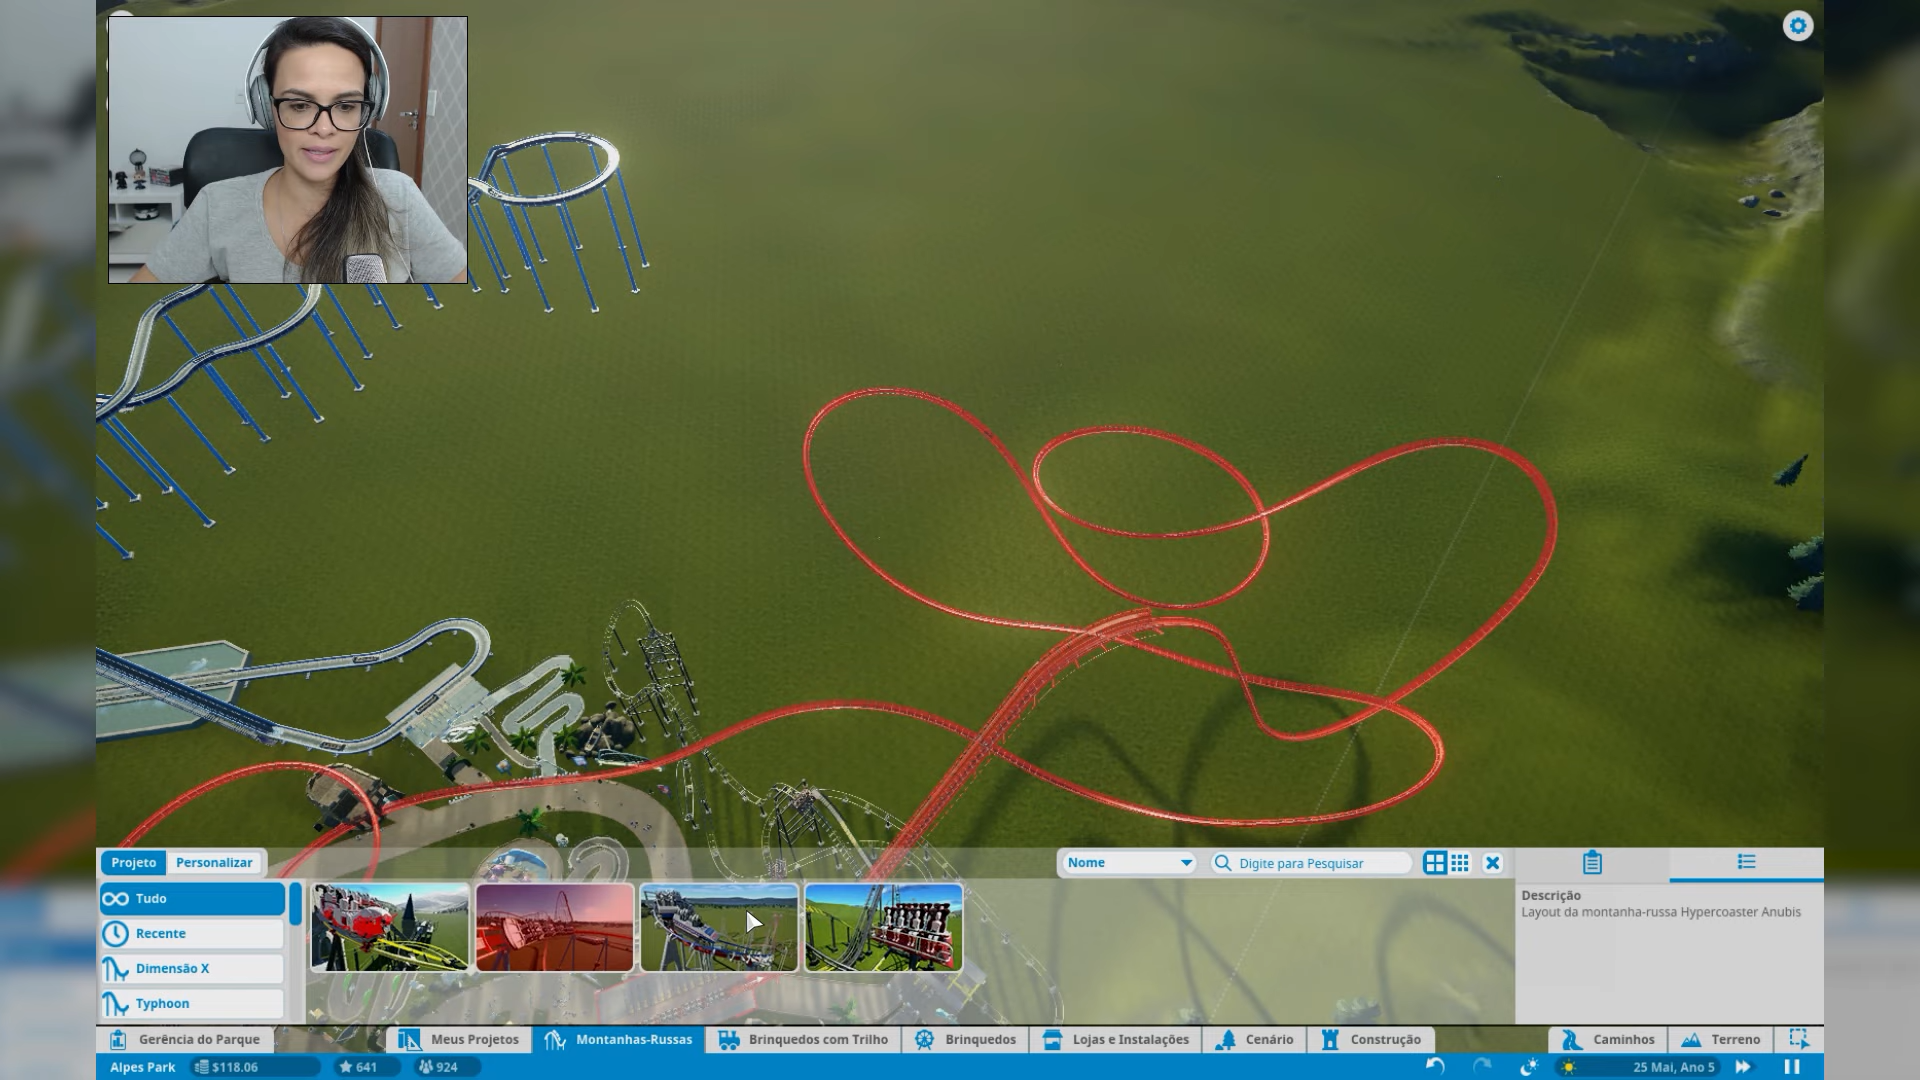 Projeto
Personalizar
Nome
Digite para Pesquisar
Tudo
Recente
Dimensão X
Typhoon
Descrição
Layout da montanha-russa Hypercoaster Anubis
Gerência do Parque
Meus Projetos
Montanhas-Russas
Brinquedos com Trilho
Brinquedos
Lojas e Instalações
Cenário
Construção
Caminhos
Terreno
Alpes Park
$118.06
641
924
25 Mai, Ano 5